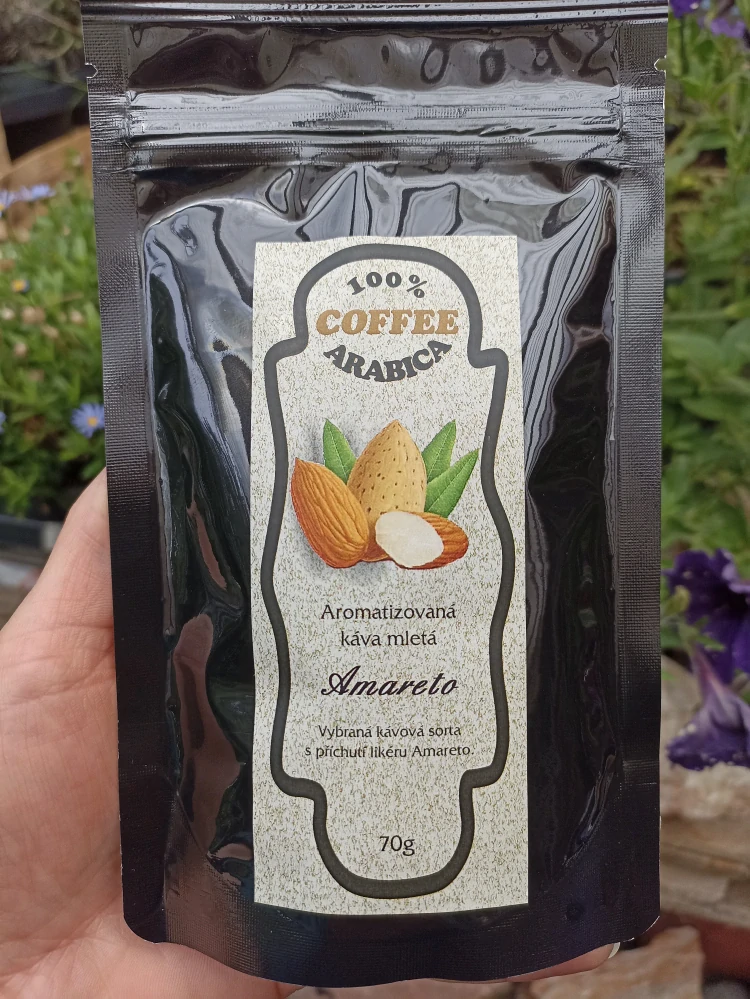 100%
COFFEE
ARABICA
Aromatizovaná
káva mletá
Amareto
Vybraná kávová sorta
s příchutí likéru Amareto.
70g